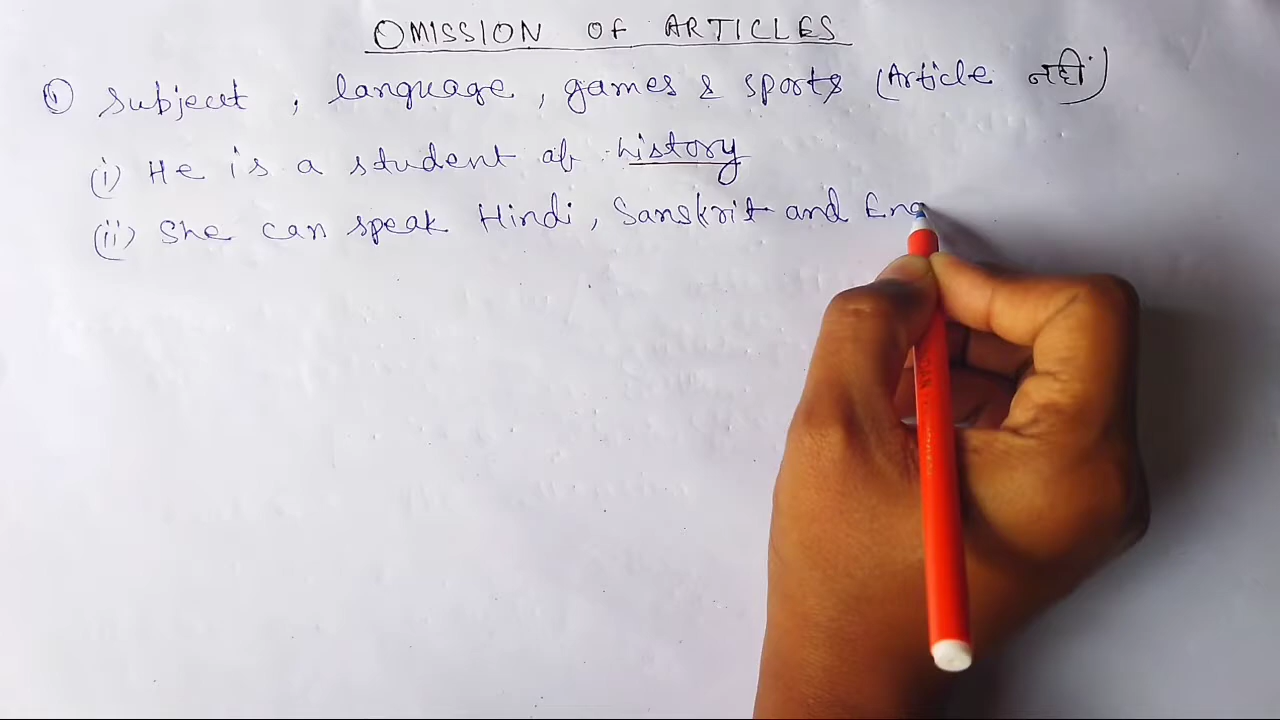 OMISSION OF ARTICLES
① Subject, language, games & sports (Article नहीं)
(i) He is a student of history
(ii) She can speak Hindi, Sanskrit and Eng